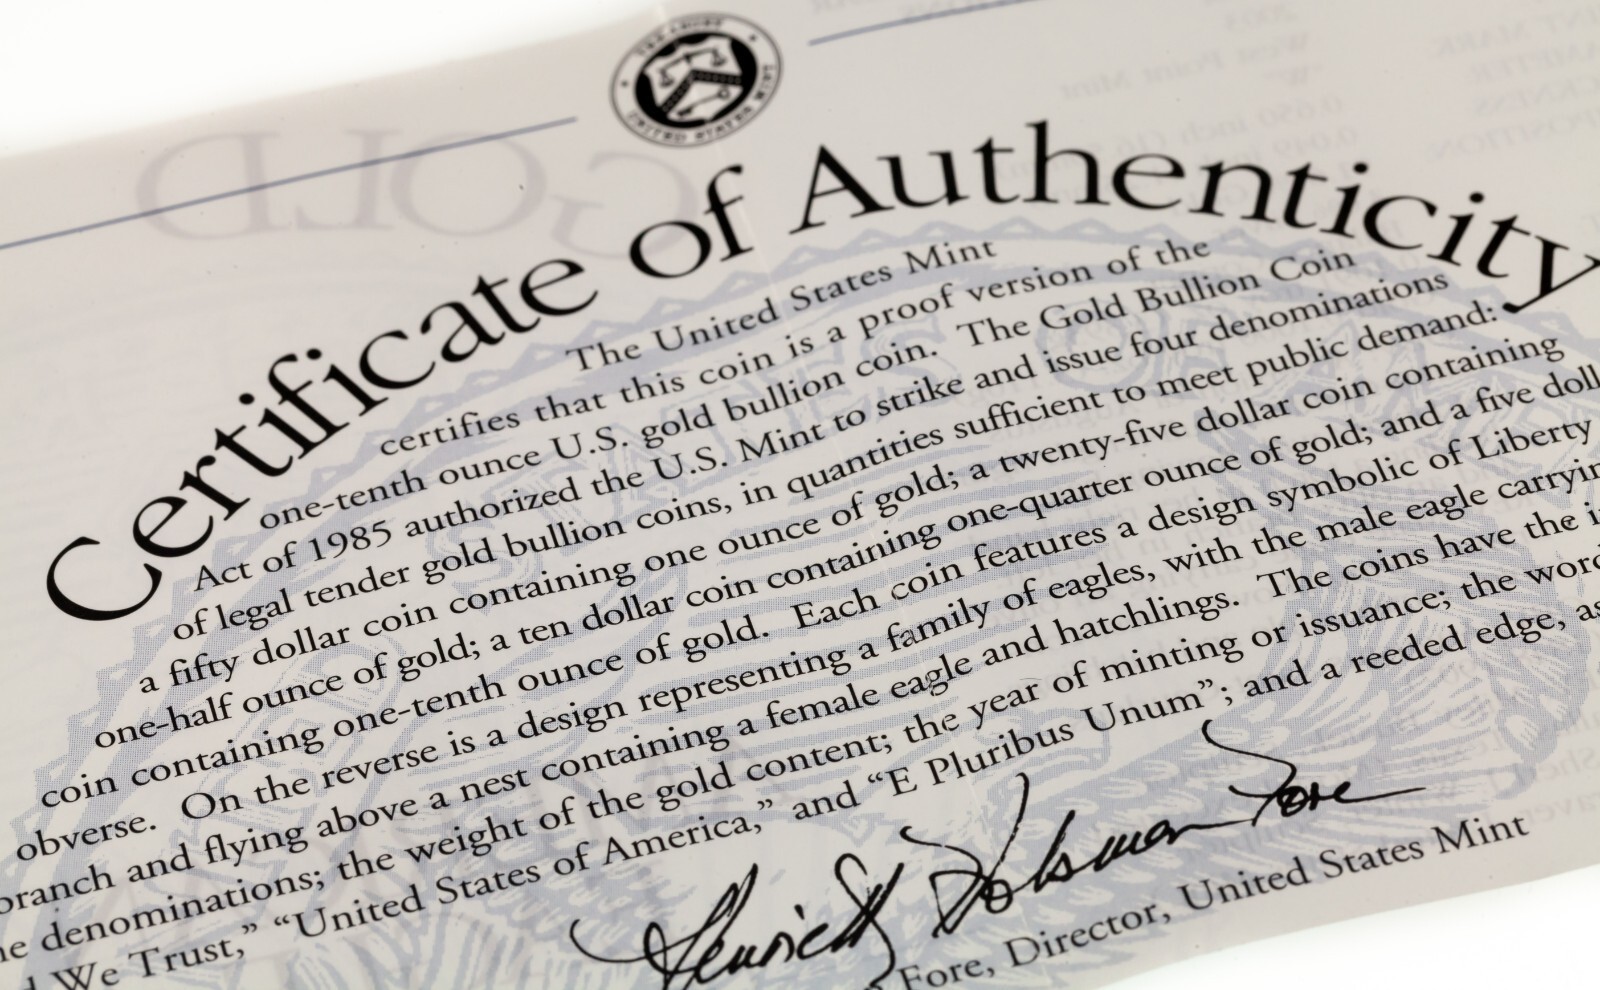 Certificate of Authenticity
The United States Mint
certifies that this coin is a proof version of the
one-tenth ounce U.S. gold bullion coin. The Gold Bullion Coin
Act of 1985 authorized the U.S. Mint to strike and issue four denominations
of legal tender gold bullion coins, in quantities sufficient to meet public demand:
a fifty dollar coin containing one ounce of gold; a twenty-five dollar coin containing
one-half ounce of gold; a ten dollar coin containing one-quarter ounce of gold; and a five doll
coin containing one-tenth ounce of gold. Each coin features a design symbolic of Liberty
obverse. On the reverse is a design representing a family of eagles, with the male eagle carryin
branch and flying above a nest containing a female eagle and hatchlings. The coins have the i
he denominations; the weight of the gold content; the year of minting or issuance; the word
d We Trust,” “United States of America,” and “E Pluribus Unum”; and a reeded edge, as
Henrietta Holsman Fore
Fore, Director, United States Mint